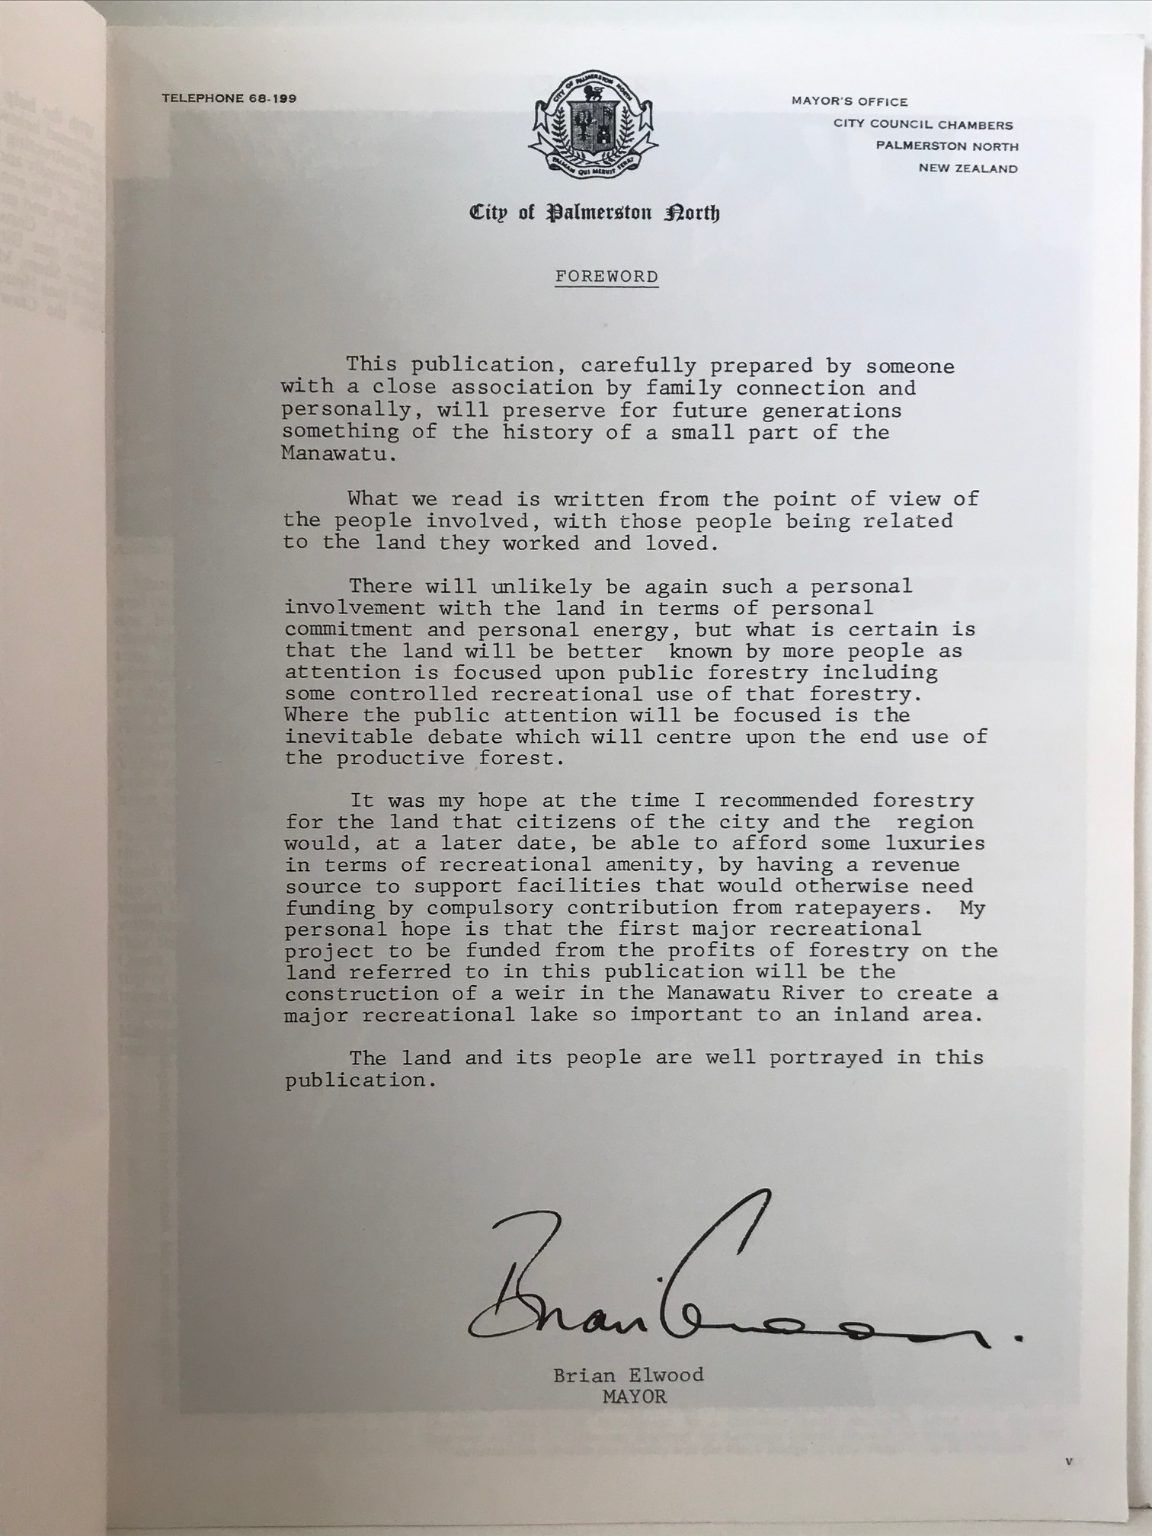 TELEPHONE 68-199
CITY OF PALMERSTON NORTH
PALMAM QUI MERUIT FERAT
MAYOR'S OFFICE
CITY COUNCIL CHAMBERS
PALMERSTON NORTH
NEW ZEALAND
City of Palmerston North
FOREWORD
This publication, carefully prepared by someone
with a close association by family connection and
personally, will preserve for future generations
something of the history of a small part of the
Manawatu.
What we read is written from the point of view of
the people involved, with those people being related
to the land they worked and loved.
There will unlikely be again such a personal
involvement with the land in terms of personal
commitment and personal energy, but what is certain is
that the land will be better known by more people as
attention is focused upon public forestry including
some controlled recreational use of that forestry.
Where the public attention will be focused is the
inevitable debate which will centre upon the end use of
the productive forest.
It was my hope at the time I recommended forestry
for the land that citizens of the city and the region
would, at a later date, be able to afford some luxuries
in terms of recreational amenity, by having a revenue
source to support facilities that would otherwise need
funding by compulsory contribution from ratepayers. My
personal hope is that the first major recreational
project to be funded from the profits of forestry on the
land referred to in this publication will be the
construction of a weir in the Manawatu River to create a
major recreational lake so important to an inland area.
The land and its people are well portrayed in this
publication.
Brian Elwood.
Brian Elwood
MAYOR
v